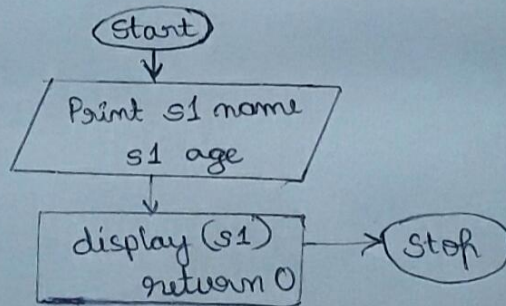 Start
Print s1 name
s1 age
display (s1)
return 0
Stop